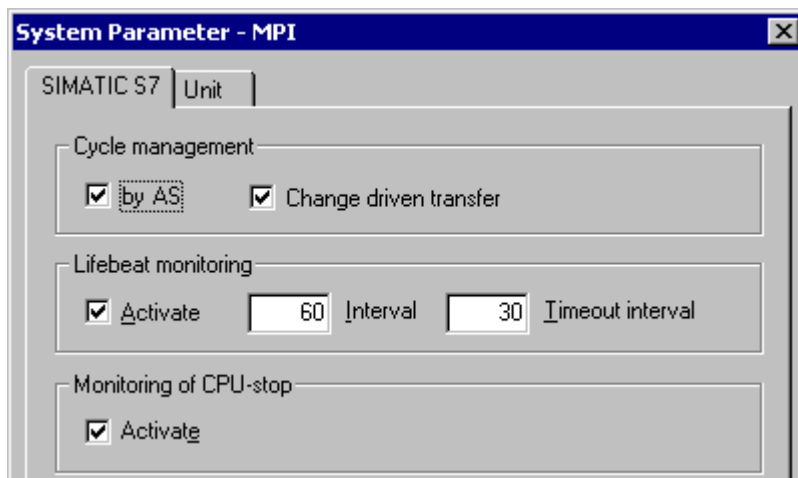 System Parameter - MPI
SIMATIC S7 Unit
Cycle management
by AS Change driven transfer
Lifebeat monitoring
Activate 60 Interval 30 Timeout interval
Monitoring of CPU-stop
Activate